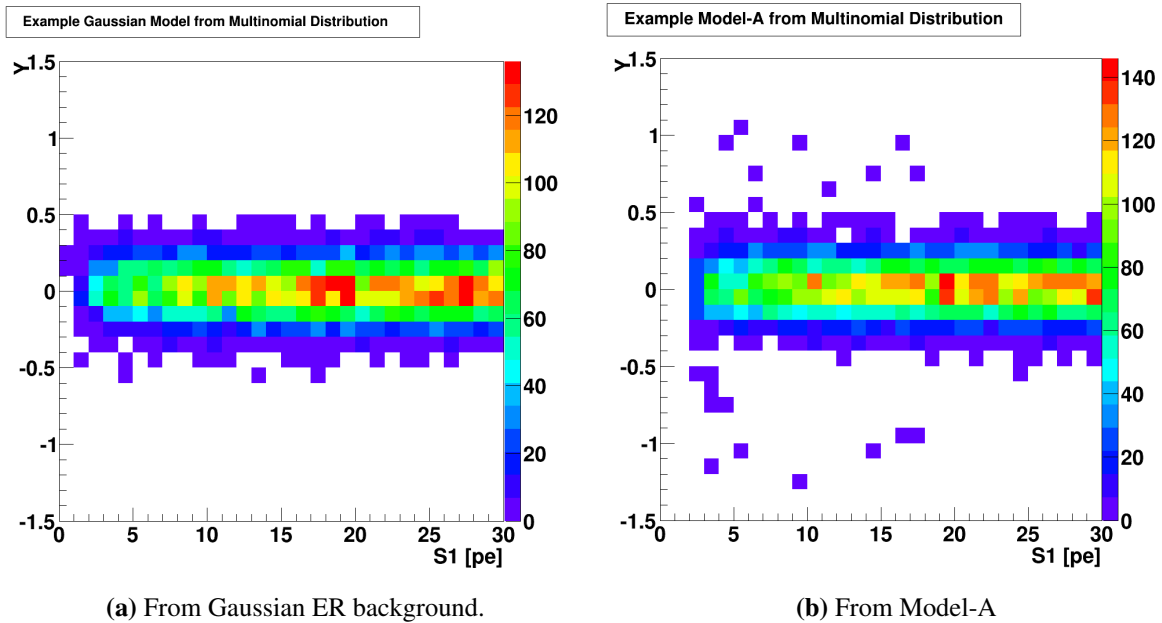 Example Gaussian Model from Multinomial Distribution
Y
1.5
1
0.5
0
-0.5
-1
-1.5
0 5 10 15 20 25 30
S1 [pe]
120
100
80
60
40
20
0
(a) From Gaussian ER background.
Example Model-A from Multinomial Distribution
Y
1.5
1
0.5
0
-0.5
-1
-1.5
0 5 10 15 20 25 30
S1 [pe]
140
120
100
80
60
40
20
0
(b) From Model-A